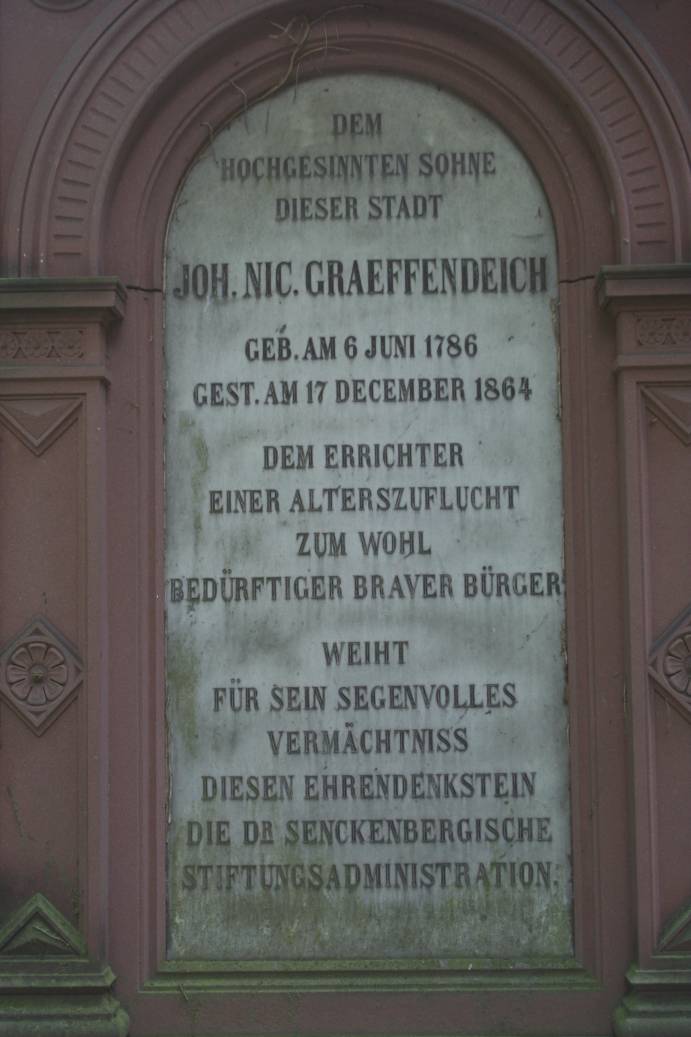 DEM
HOCHGESINNTEN SOHNE
DIESER STADT
JOH. NIC. GRAEFFENDEICH
GEB. AM 6 JUNI 1786
GEST. AM 17 DECEMBER 1864
DEM ERRICHTER
EINER ALTERSZUFLUCHT
ZUM WOHL
BEDÜRFTIGER BRAVER BÜRGER
WEIHT
FÜR SEIN SEGENVOLLES
VERMÄCHTNISS
DIESEN EHRENDENKSTEIN
DIE DR SENCKENBERGISCHE
STIFTUNGSADMINISTRATION.